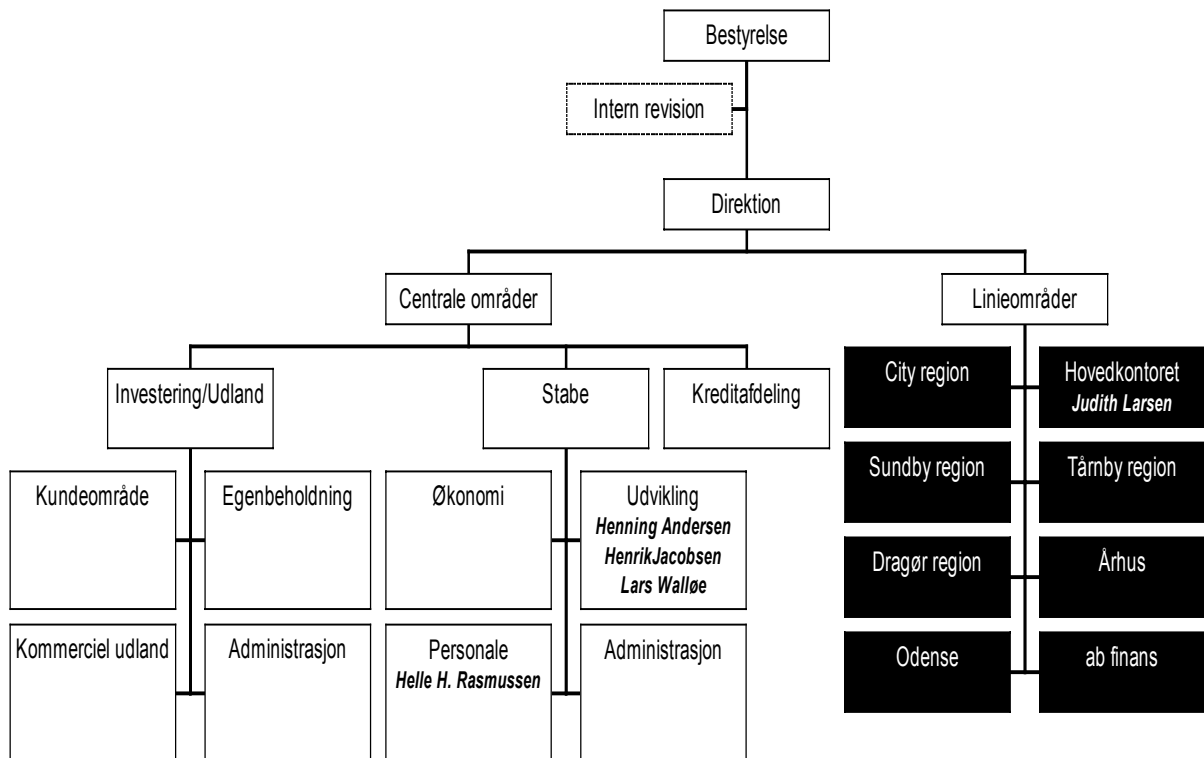 Bestyrelse
Intern revision
Direktion
Centrale områder
Linieområder
Investering/Udland
Stabe
Kreditafdeling
City region
Hovedkontoret
Judith Larsen
Sundby region
Tårnby region
Kundeområde
Egenbeholdning
Økonomi
Udvikling
Henning Andersen
HenrikJacobsen
Lars Walløe
Dragør region
Århus
Kommerciel udland
Administrasjon
Personale
Helle H. Rasmussen
Administrasjon
Odense
ab finans